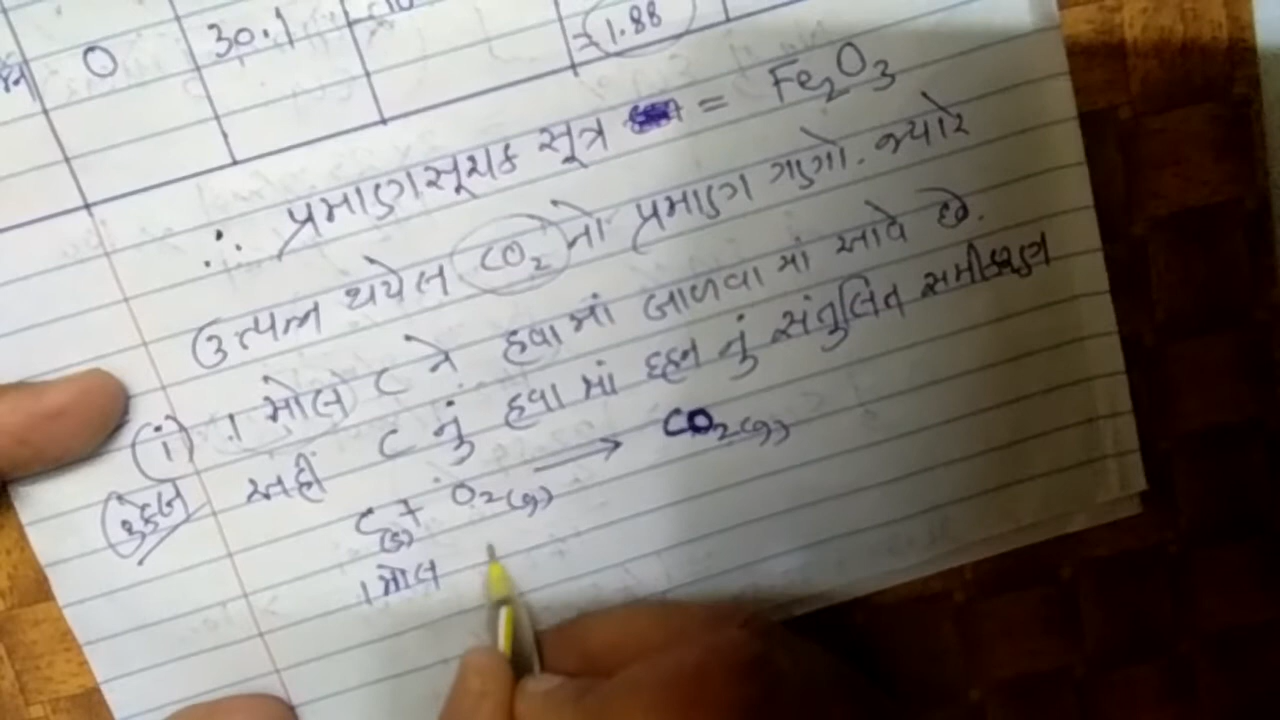 O 30.1 = 1.88
∴ પ્રમાણસૂચક સૂત્ર = Fe2O3
ઉત્પન્ન થયેલ CO2 નો પ્રમાણ ગણો. જ્યારે
(i) 1 મોલ C ને હવામાં બાળવામાં આવે છે.
ઉકેલ અહીં C નું હવામાં દહન નું સંતુલિત સમીકરણ
C(s) + O2(g) ⟶ CO2(g)
1 મોલ